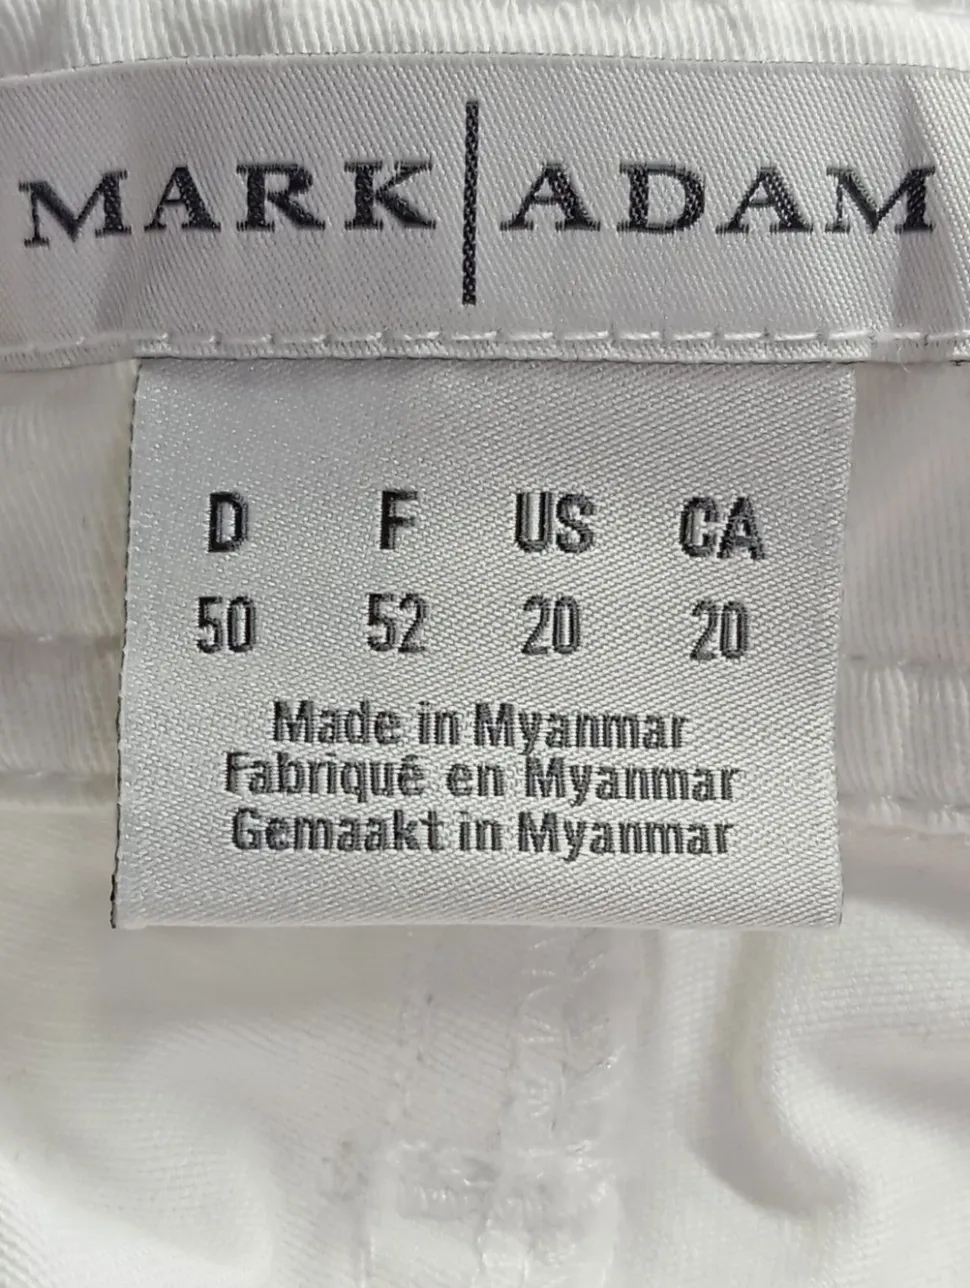 MARK|ADAM
D F US CA
50 52 20 20
Made in Myanmar
Fabriqué en Myanmar
Gemaakt in Myanmar